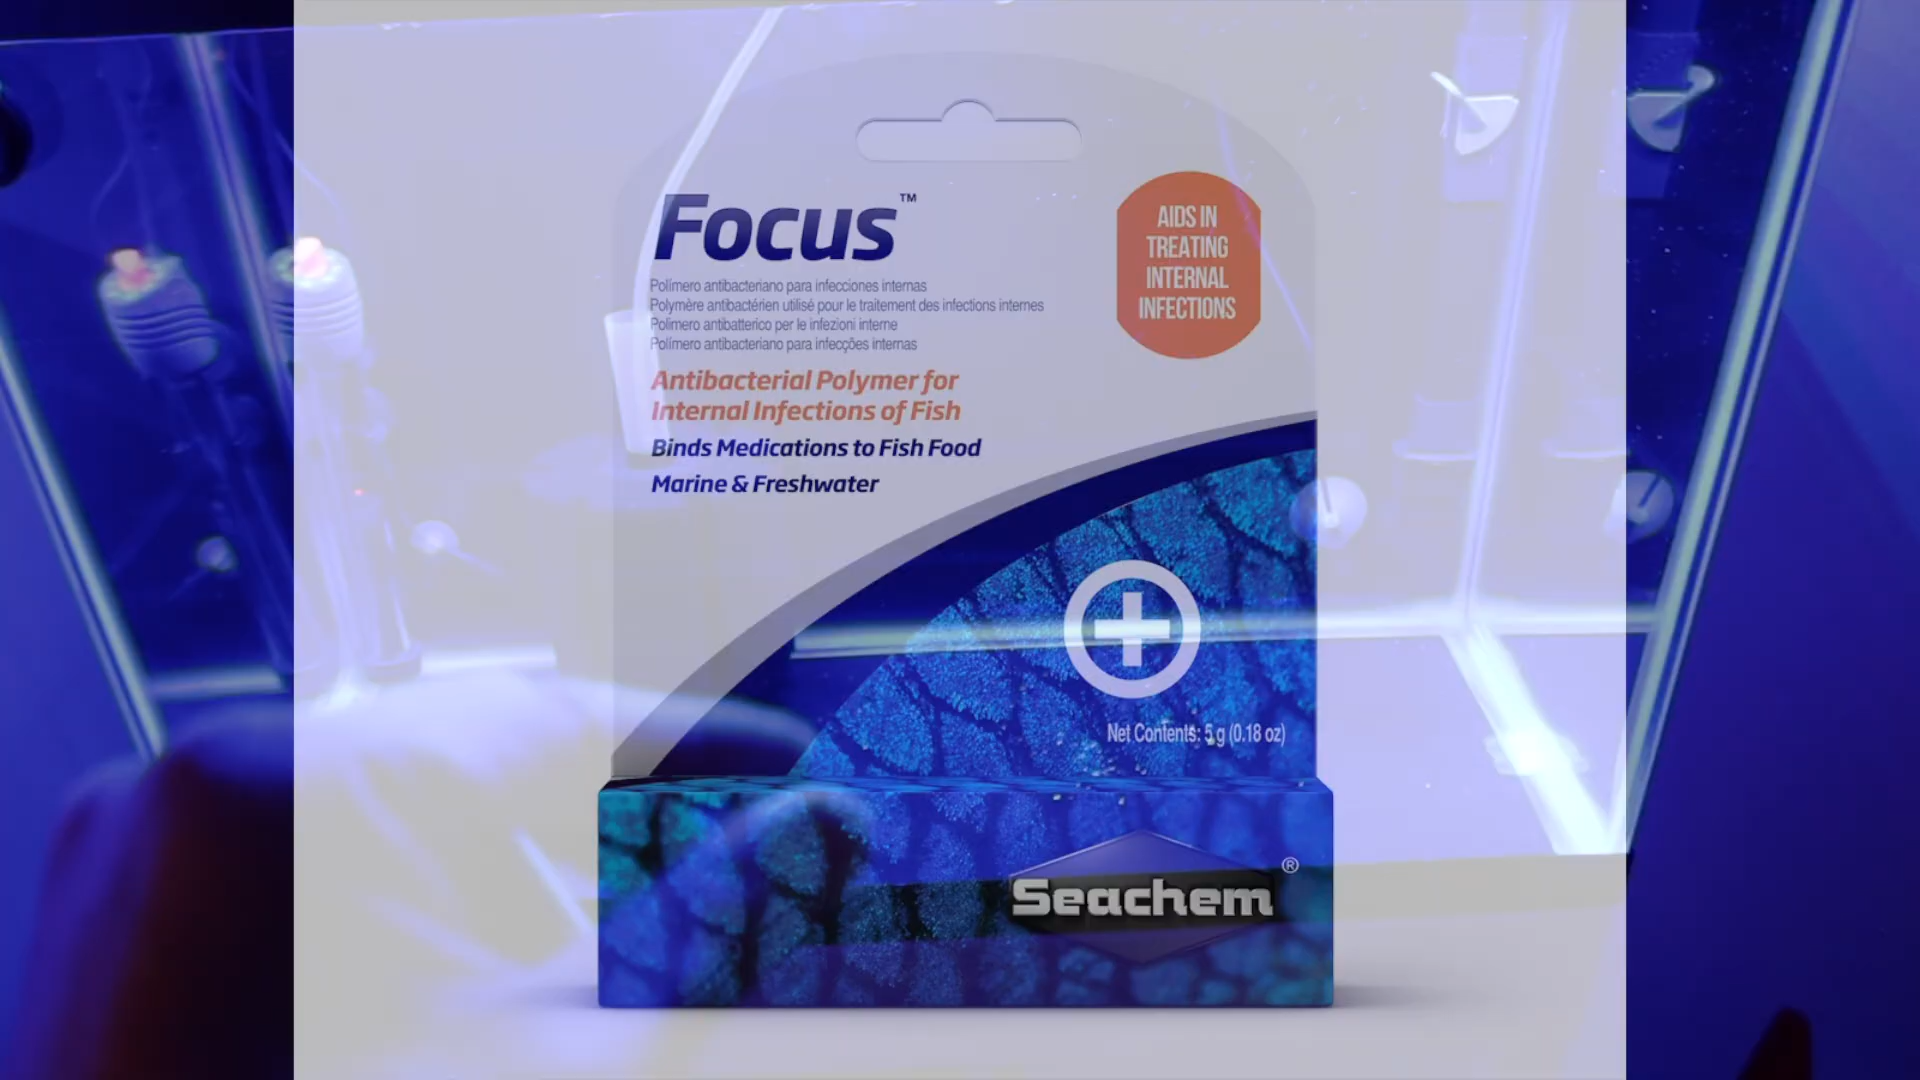 Focus™
Polímero antibacteriano para infecciones internas
Polymère antibactérien utilisé pour le traitement des infections internes
Polimero antibatterico per le infezioni interne
Polímero antibacteriano para infecções internas
Antibacterial Polymer for
Internal Infections of Fish
Binds Medications to Fish Food
Marine & Freshwater
AIDS IN
TREATING
INTERNAL
INFECTIONS
Net Contents: 5 g (0.18 oz)
Seachem®